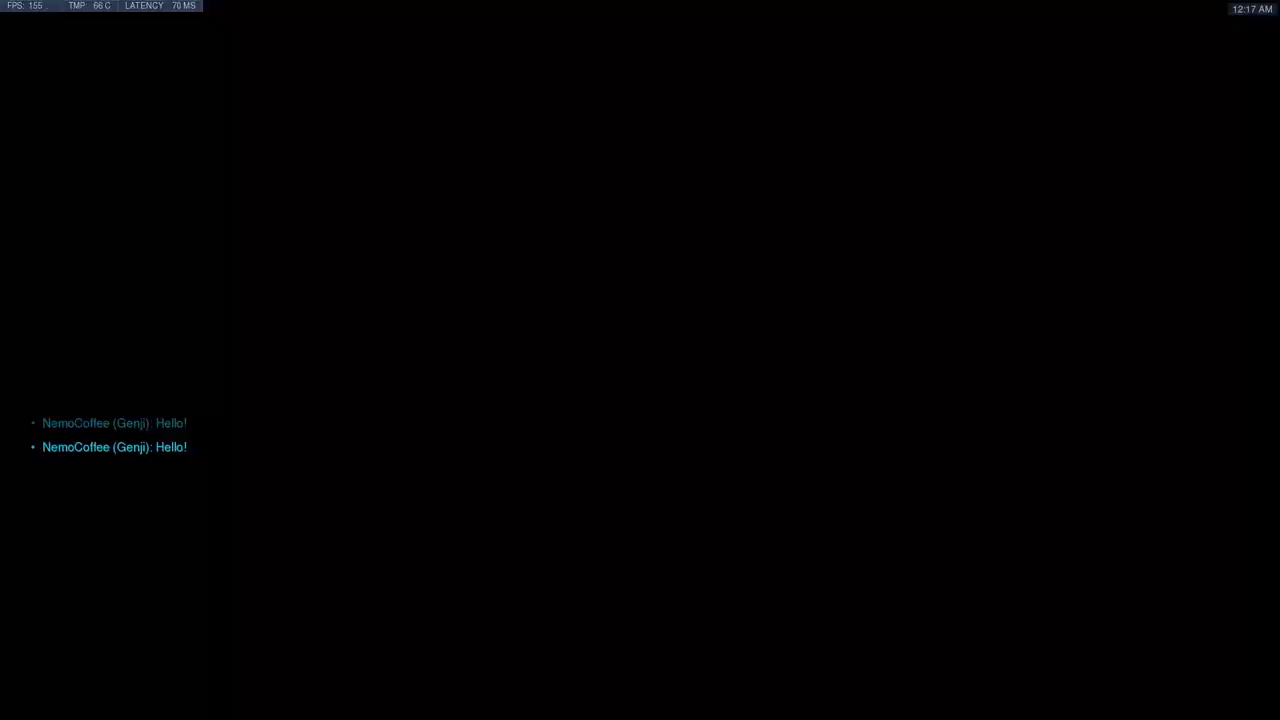 FPS: 155 TMP 66 C LATENCY 70 MS
12:17 AM
• NemoCoffee (Genji): Hello!
• NemoCoffee (Genji): Hello!